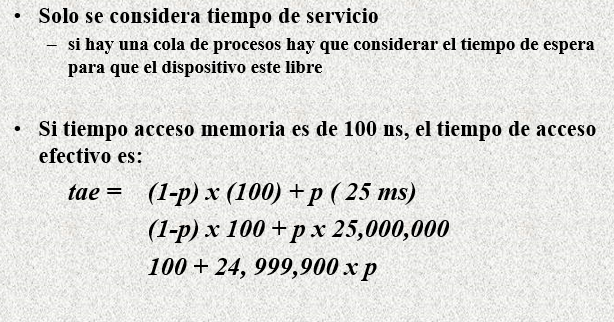 • Solo se considera tiempo de servicio
– si hay una cola de procesos hay que considerar el tiempo de espera
para que el dispositivo este libre
• Si tiempo acceso memoria es de 100 ns, el tiempo de acceso
efectivo es:
tae = (1-p) x (100) + p ( 25 ms)
(1-p) x 100 + p x 25,000,000
100 + 24, 999,900 x p